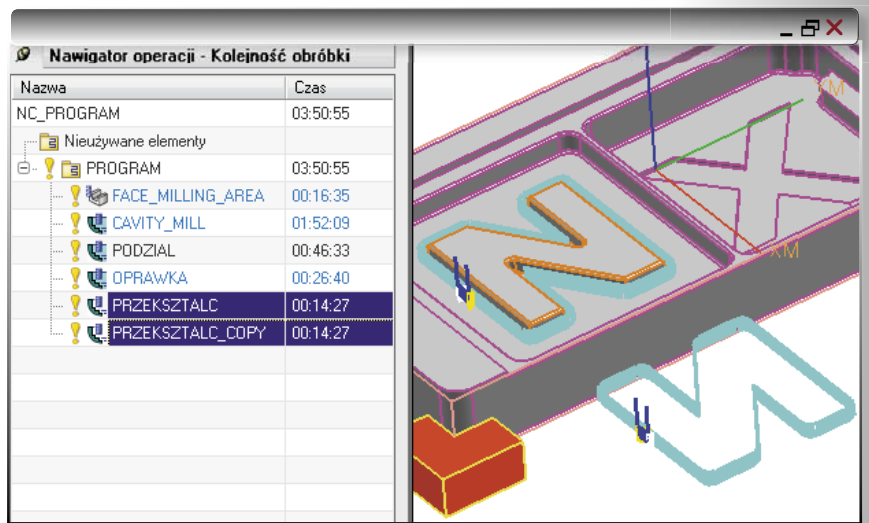 Nawigator operacji - Kolejność obróbki
Nazwa Czas
NC_PROGRAM 03:50:55
Nieużywane elementy
PROGRAM 03:50:55
FACE_MILLING_AREA 00:16:35
CAVITY_MILL 01:52:09
PODZIAL 00:46:33
OPRAWKA 00:26:40
PRZEKSZTALC 00:14:27
PRZEKSZTALC_COPY 00:14:27
YM
XM